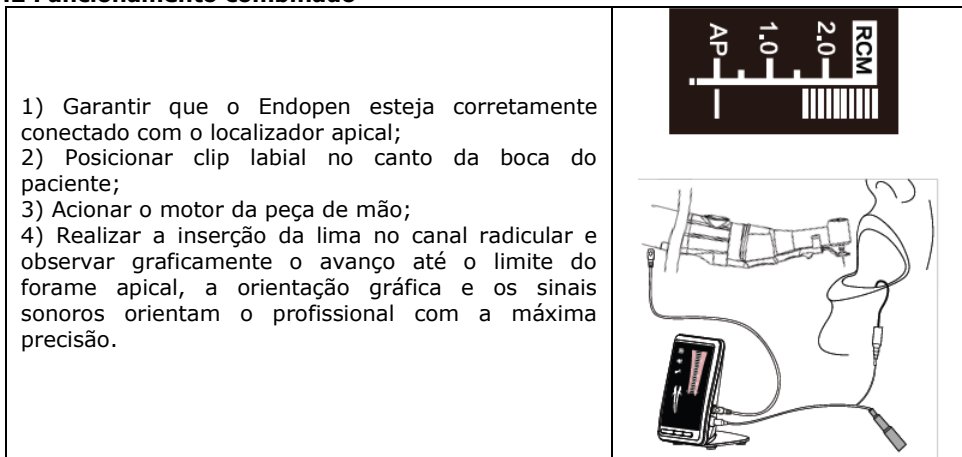 1) Garantir que o Endopen esteja corretamente
conectado com o localizador apical;
2) Posicionar clip labial no canto da boca do
paciente;
3) Acionar o motor da peça de mão;
4) Realizar a inserção da lima no canal radicular e
observar graficamente o avanço até o limite do
forame apical, a orientação gráfica e os sinais
sonoros orientam o profissional com a máxima
precisão.
AP
1.0
2.0
RCM